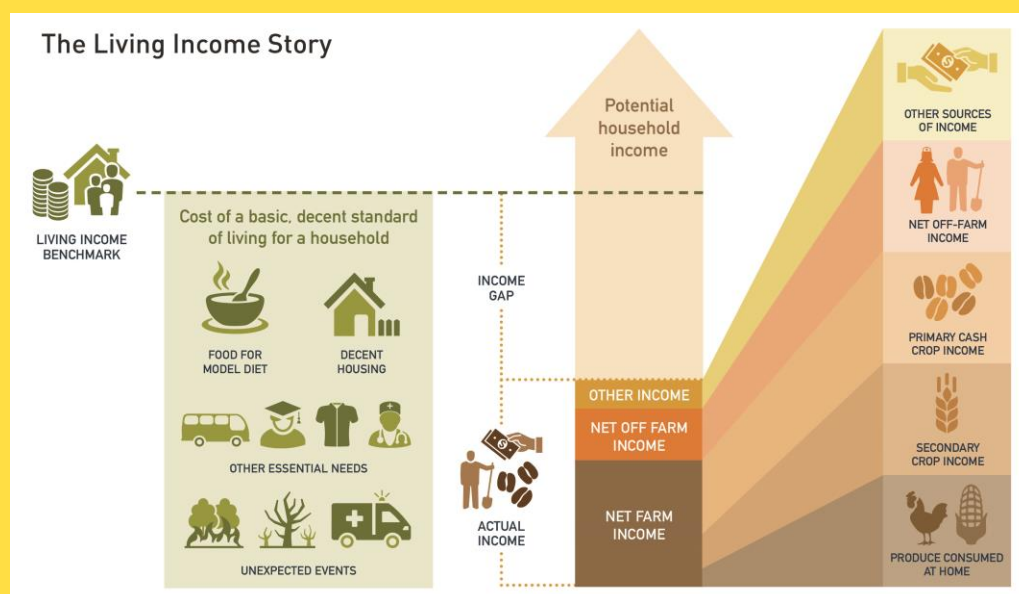 The Living Income Story
LIVING INCOME
BENCHMARK
Cost of a basic, decent standard
of living for a household
FOOD FOR
MODEL DIET
DECENT
HOUSING
OTHER ESSENTIAL NEEDS
UNEXPECTED EVENTS
INCOME
GAP
ACTUAL
INCOME
Potential
household
income
OTHER INCOME
NET OFF FARM
INCOME
NET FARM
INCOME
OTHER SOURCES
OF INCOME
NET OFF-FARM
INCOME
PRIMARY CASH
CROP INCOME
SECONDARY
CROP INCOME
PRODUCE CONSUMED
AT HOME